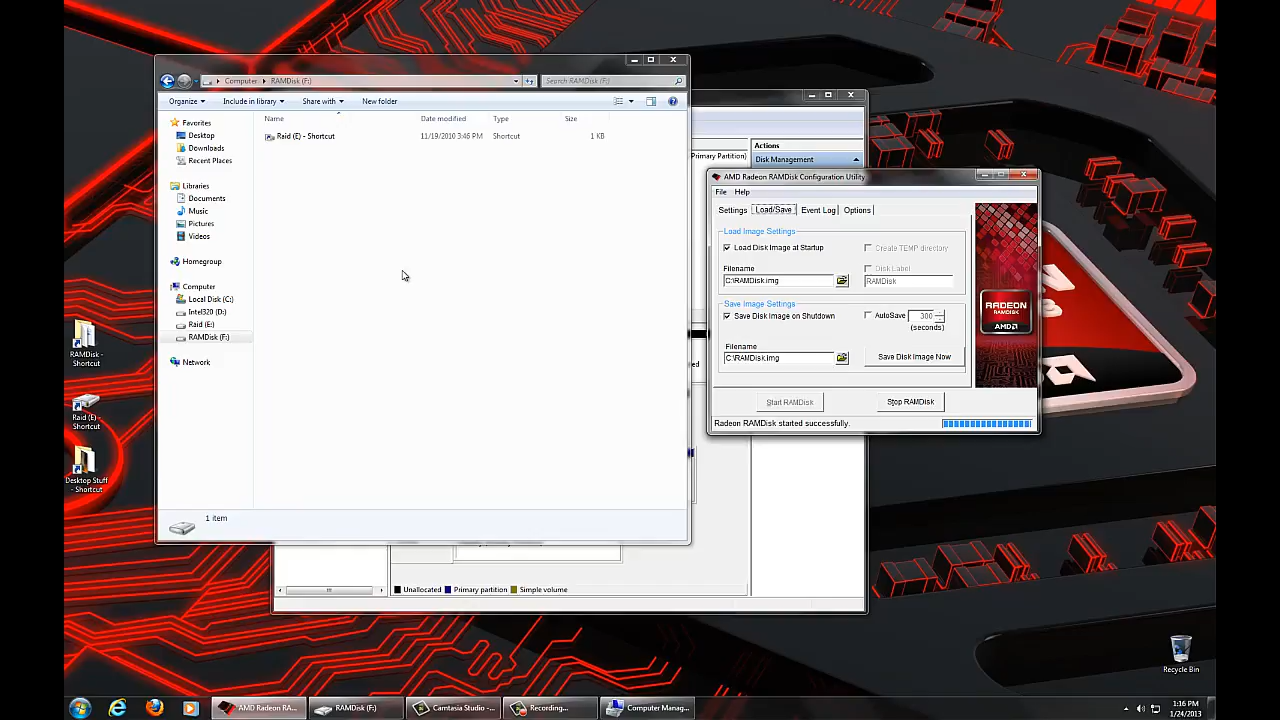 Computer ▸ RAMDisk (F:)
Search RAMDisk (F:)
Organize
Include in library
Share with
New folder
Name
Date modified
Type
Size
Raid (E) - Shortcut
11/19/2010 3:46 PM
Shortcut
1 KB
Favorites
Desktop
Downloads
Recent Places
Libraries
Documents
Music
Pictures
Videos
Homegroup
Computer
Local Disk (C:)
Intel320 (D:)
Raid (E:)
RAMDisk (F:)
Network
1 item
Actions
Disk Management
Primary Partition)
Unallocated
Primary partition
Simple volume
AMD Radeon RAMDisk Configuration Utility
File
Help
Settings
Load/Save
Event Log
Options
Load Image Settings
Load Disk Image at Startup
Create TEMP directory
Filename
Disk Label
C:\RAMDisk.img
RAMDisk
Save Image Settings
Save Disk Image on Shutdown
AutoSave
300
(seconds)
Filename
C:\RAMDisk.img
Save Disk Image Now
Start RAMDisk
Stop RAMDisk
Radeon RAMDisk started successfully.
RADEON
RAMDISK
AMD
RAMDisk -
Shortcut
Raid (E) -
Shortcut
Desktop Stuff
- Shortcut
Recycle Bin
AMD Radeon RA...
RAMDisk (F:)
Camtasia Studio -...
Recording...
Computer Manag...
1:16 PM
1/24/2013